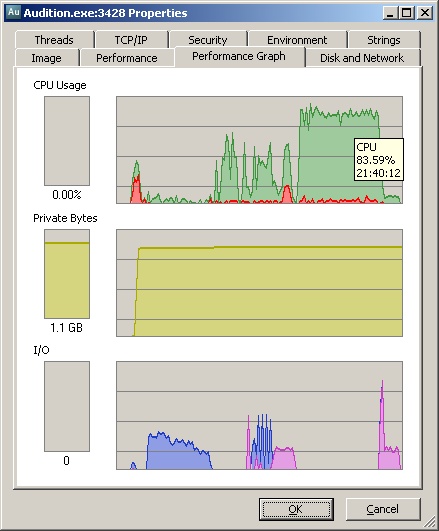 Au Audition.exe:3428 Properties
Threads TCP/IP Security Environment Strings
Image Performance Performance Graph Disk and Network
CPU Usage
CPU
83.59%
21:40:12
0.00%
Private Bytes
1.1 GB
I/O
0
OK Cancel